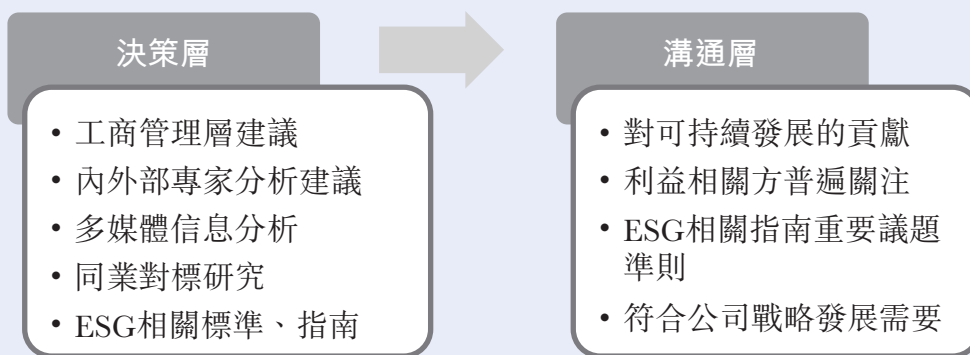 決策層
• 工商管理層建議
• 內外部專家分析建議
• 多媒體信息分析
• 同業對標研究
• ESG相關標準、指南
溝通層
• 對可持續發展的貢獻
• 利益相關方普遍關注
• ESG相關指南重要議題
準則
• 符合公司戰略發展需要